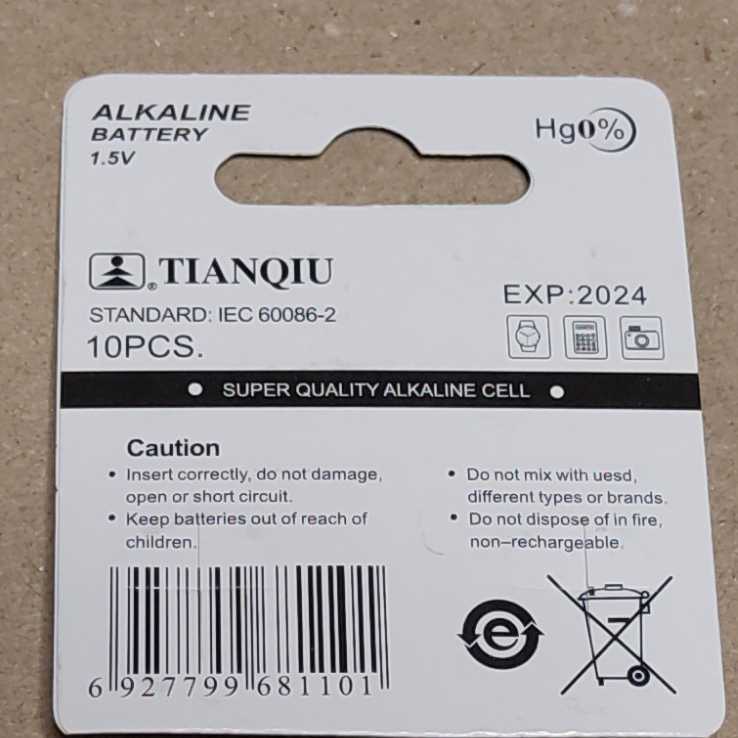 ALKALINE
BATTERY
1.5V
Hg0%
® TIANQIU
STANDARD: IEC 60086-2
10PCS.
EXP:2024
● SUPER QUALITY ALKALINE CELL ●
Caution
• Insert correctly, do not damage,
open or short circuit.
• Keep batteries out of reach of
children.
• Do not mix with uesd,
different types or brands.
• Do not dispose of in fire,
non–rechargeable.
6 927799 681101
e